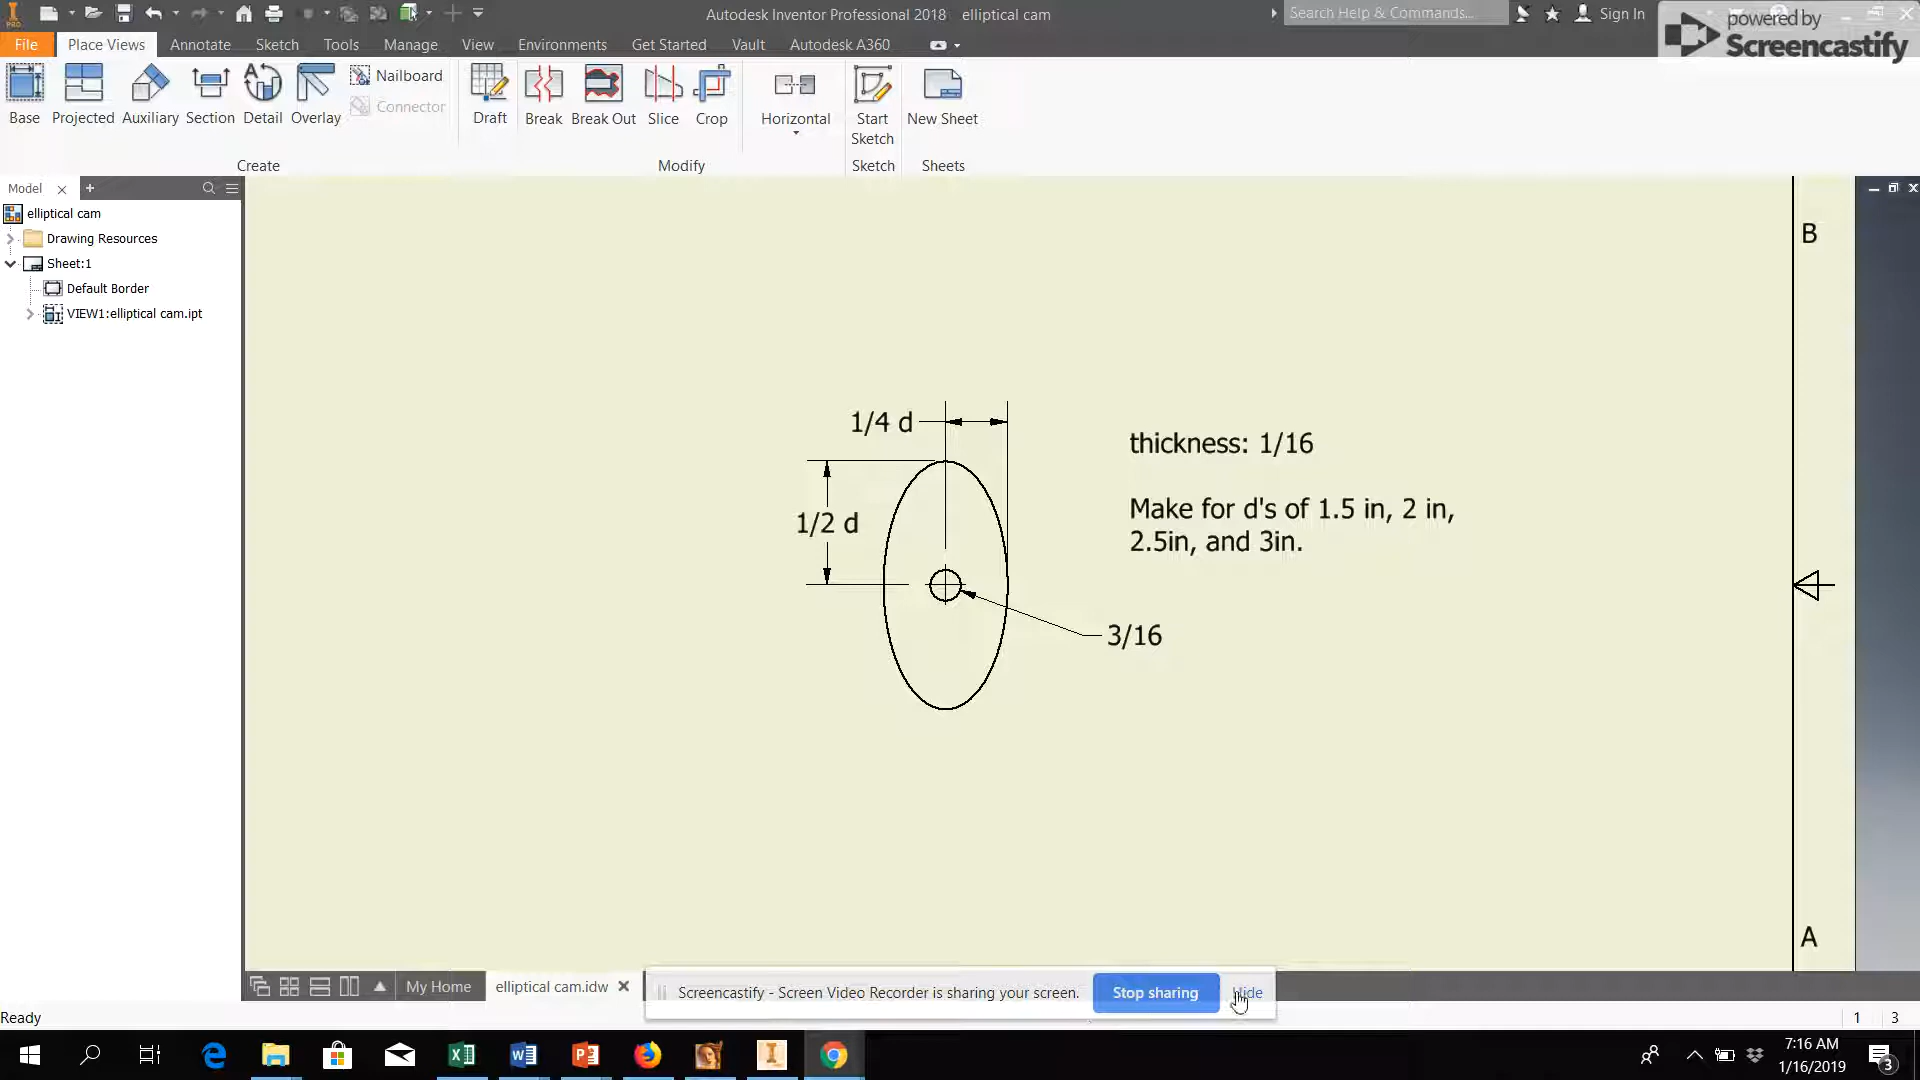 Autodesk Inventor Professional 2018 elliptical cam
Search Help & Commands...
Sign In
powered by
Screencastify
File Place Views Annotate Sketch Tools Manage View Environments Get Started Vault Autodesk A360
PRO
Base Projected Auxiliary Section Detail Overlay
Nailboard
Connector
Draft Break Break Out Slice Crop Horizontal
Start
Sketch
New Sheet
Create Modify Sketch Sheets
Model
elliptical cam
Drawing Resources
Sheet:1
Default Border
VIEW1:elliptical cam.ipt
B
1/4 d
thickness: 1/16
1/2 d
Make for d's of 1.5 in, 2 in,
2.5in, and 3in.
3/16
A
My Home elliptical cam.idw
Screencastify - Screen Video Recorder is sharing your screen. Stop sharing Hide
Ready
1 3
7:16 AM
1/16/2019
3